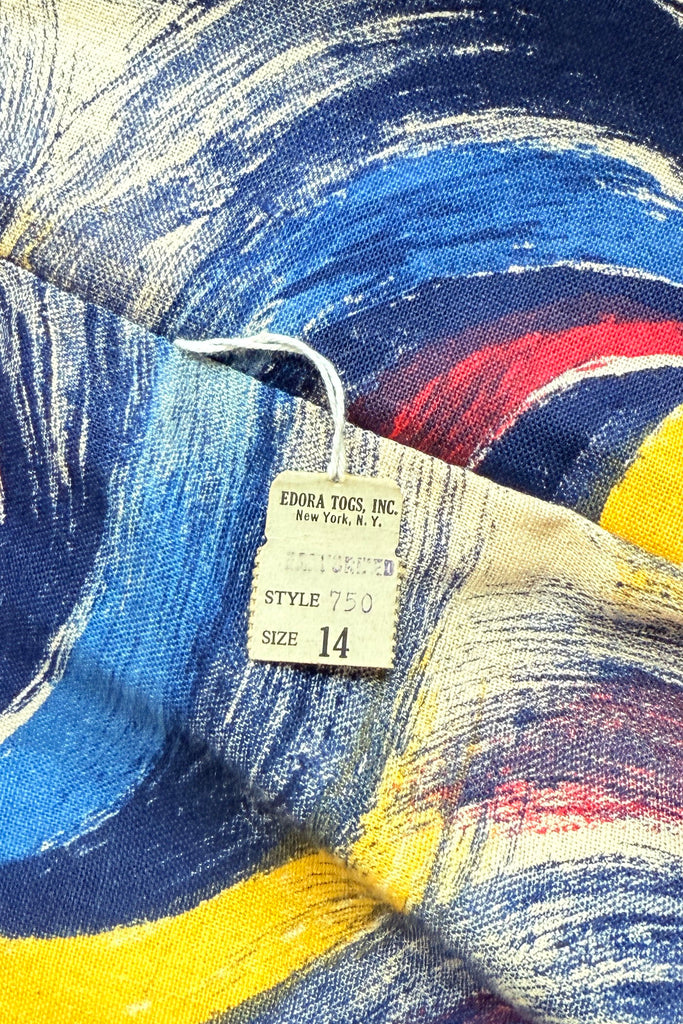 EDORA TOGS, INC.
New York, N. Y.
STYLE 750
SIZE 14